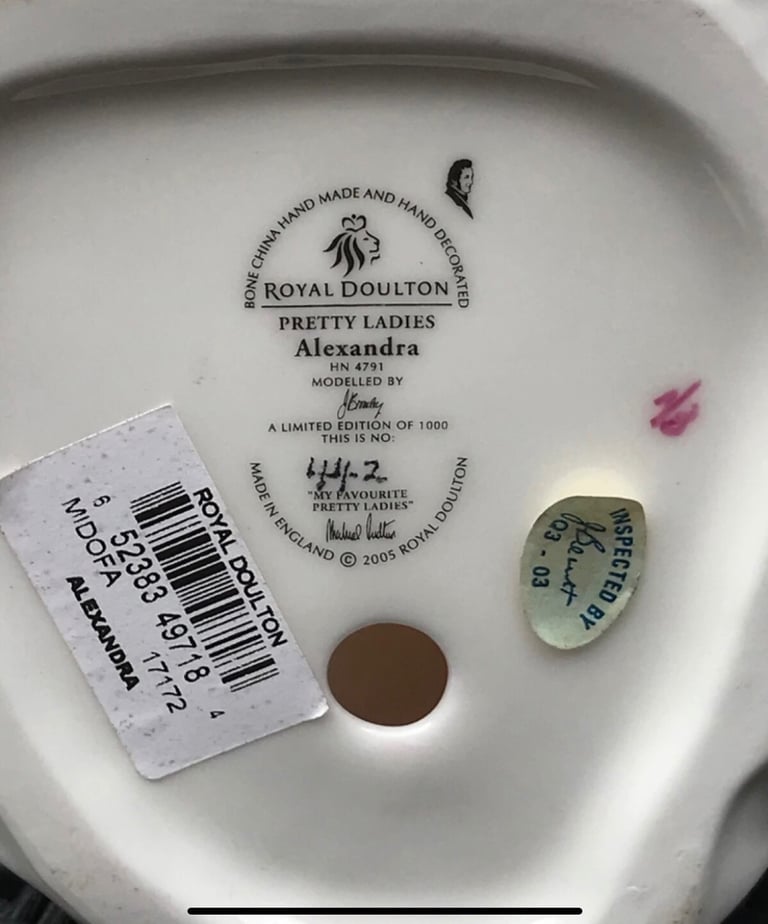 BONE CHINA HAND MADE AND HAND DECORATED
ROYAL DOULTON
PRETTY LADIES
Alexandra
HN 4791
MODELLED BY
A LIMITED EDITION OF 1000
THIS IS NO:
"MY FAVOURITE
PRETTY LADIES"
MADE IN ENGLAND © 2005 ROYAL DOULTON
ROYAL DOULTON
6 52383 49718 4
MIDOFA 17172
ALEXANDRA
INSPECTED BY
03 - 03